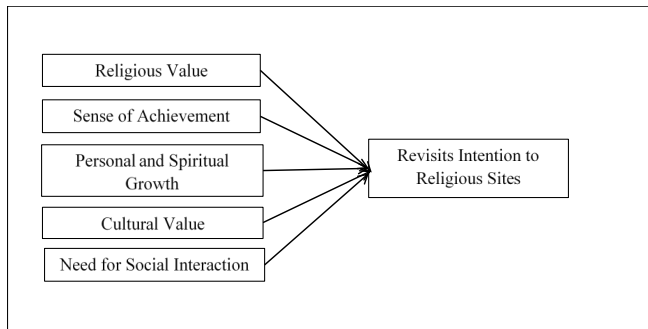 Religious Value
Sense of Achievement
Personal and Spiritual
Growth
Cultural Value
Need for Social Interaction
Revisits Intention to
Religious Sites